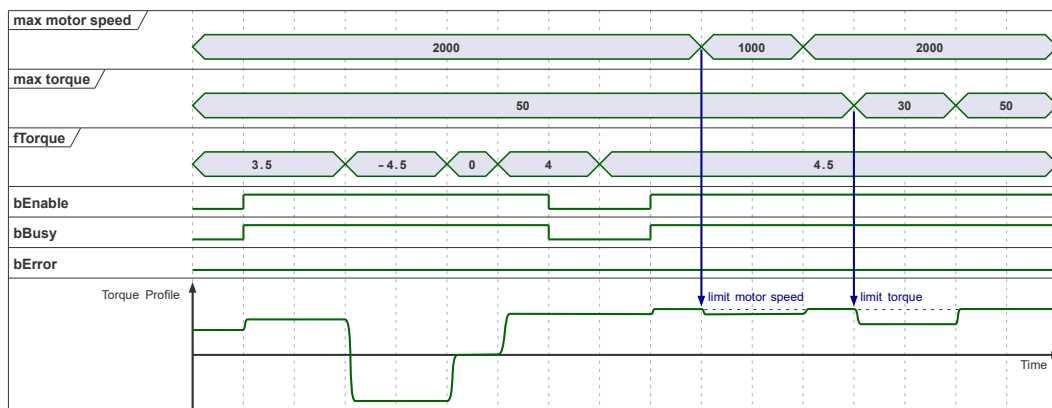 max motor speed
2000
1000
2000
max torque
50
30
50
fTorque
3.5
-4.5
0
4
4.5
bEnable
bBusy
bError
Torque Profile
limit motor speed
limit torque
Time